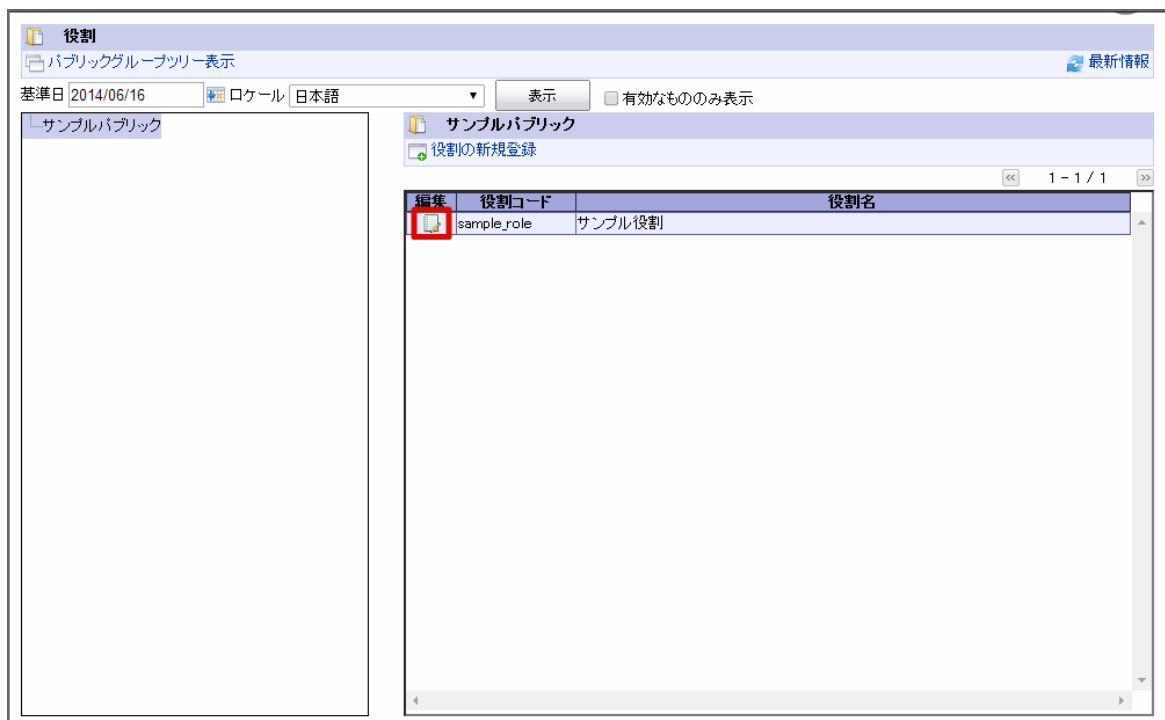 役割
パブリックグループツリー表示
最新情報
基準日 2014/06/16 ロケール 日本語 表示 有効なもののみ表示
サンプルパブリック
サンプルパブリック
役割の新規登録
1 - 1 / 1
編集 役割コード 役割名
sample_role サンプル役割